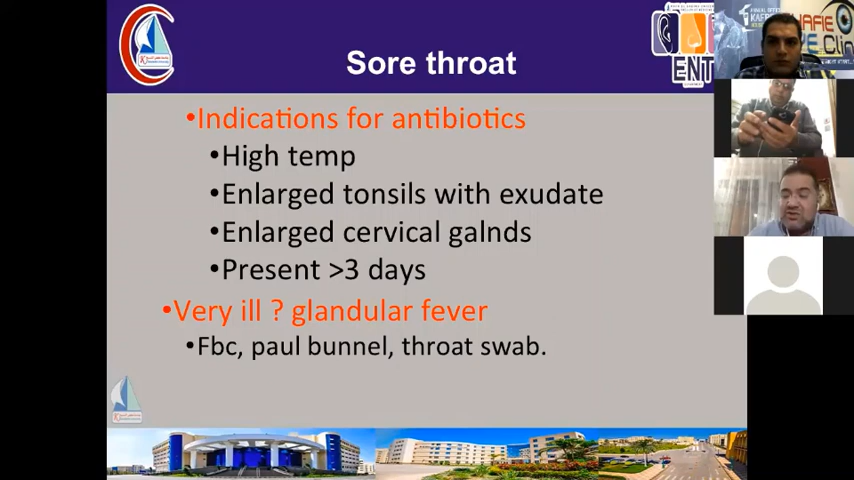 Sore throat
ENT
•Indications for antibiotics
•High temp
•Enlarged tonsils with exudate
•Enlarged cervical galnds
•Present >3 days
•Very ill ? glandular fever
•Fbc, paul bunnel, throat swab.